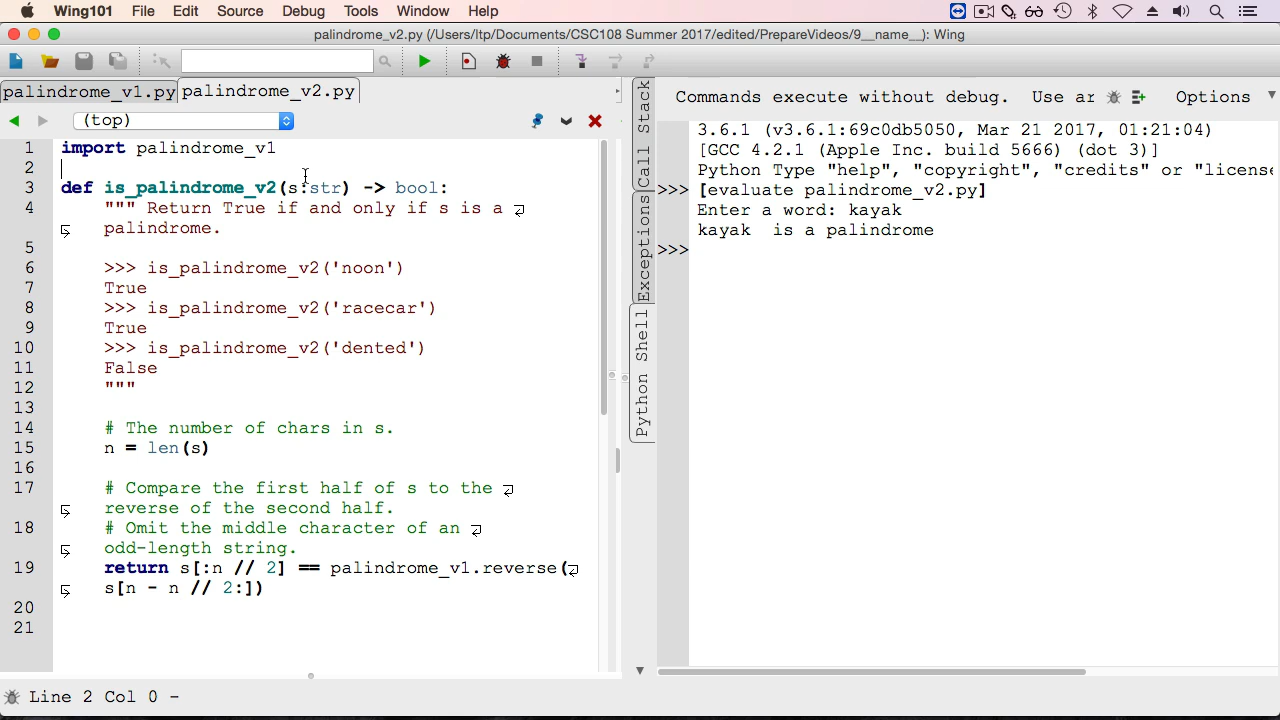 Wing101 File Edit Source Debug Tools Window Help
palindrome_v2.py (/Users/ltp/Documents/CSC108 Summer 2017/editor/PrepareVideos/9__name__): Wing
palindrome_v1.py palindrome_v2.py
(top)
1 import palindrome_v1
2
3 def is_palindrome_v2(s:str) -> bool:
4 """ Return True if and only if s is a
palindrome.
5
6 >>> is_palindrome_v2('noon')
7 True
8 >>> is_palindrome_v2('racecar')
9 True
10 >>> is_palindrome_v2('dented')
11 False
12 """
13
14 # The number of chars in s.
15 n = len(s)
16
17 # Compare the first half of s to the
reverse of the second half.
18 # Omit the middle character of an
odd-length string.
19 return s[:n // 2] == palindrome_v1.reverse(
s[n - n // 2:])
20
21
Line 2 Col 0 -
Call Stack
Exceptions
Python Shell
Commands execute without debug. Use ar Options
3.6.1 (v3.6.1:69c0db5050, Mar 21 2017, 01:21:04)
[GCC 4.2.1 (Apple Inc. build 5666) (dot 3)]
Python Type "help", "copyright", "credits" or "license
>>> [evaluate palindrome_v2.py]
Enter a word: kayak
kayak  is a palindrome
>>>